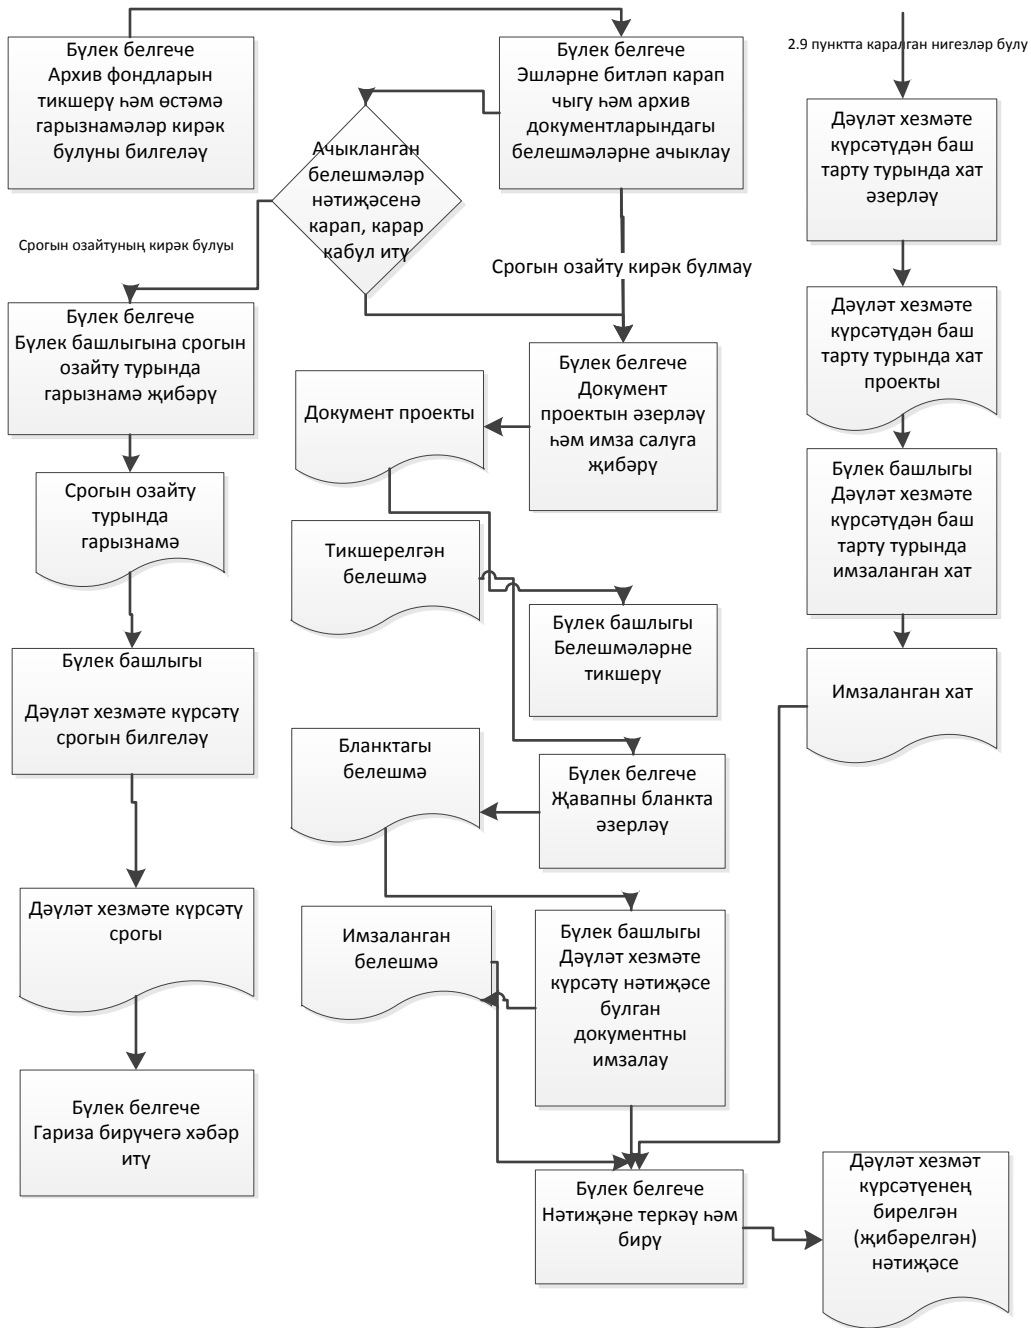 Бүлек белгече
Архив фондларын
тикшерү һәм өстәмә
гарызнамәләр кирәк
булуны билгеләү
Бүлек белгече
Эшләрне битләп карап
чыгу һәм архив
документларындагы
белешмәләрне ачыклау
2.9 пунктта каралган нигезләр булу
Дәүләт хезмәте
күрсәтүдән баш
тарту турында хат
әзерләү
Ачыкланган
белешмәләр
нәтиҗәсенә
карап, карар
кабул итү
Срогын озайтуның кирәк булуы
Срогын озайту кирәк булмау
Бүлек белгече
Бүлек башлыгына срогын
озайту турында
гарызнамә җибәрү
Дәүләт хезмәте
күрсәтүдән баш
тарту турында хат
проекты
Документ проекты
Бүлек белгече
Документ
проектын әзерләү
һәм имза салуга
җибәрү
Срогын озайту
турында
гарызнамә
Бүлек башлыгы
Дәүләт хезмәте
күрсәтүдән баш
тарту турында
имзаланган хат
Тикшерелгән
белешмә
Бүлек башлыгы
Белешмәләрне
тикшерү
Бүлек башлыгы
Дәүләт хезмәте күрсәтү
срогын билгеләү
Имзаланган хат
Бланктагы
белешмә
Бүлек белгече
Җавапны бланкта
әзерләү
Дәүләт хезмәте күрсәтү
срогы
Имзаланган
белешмә
Бүлек башлыгы
Дәүләт хезмәте
күрсәтү нәтиҗәсе
булган
документны
имзалау
Бүлек белгече
Гариза бирүчегә хәбәр
итү
Бүлек белгече
Нәтиҗәне теркәү һәм
бирү
Дәүләт хезмәт
күрсәтүенең
бирелгән
(җибәрелгән)
нәтиҗәсе